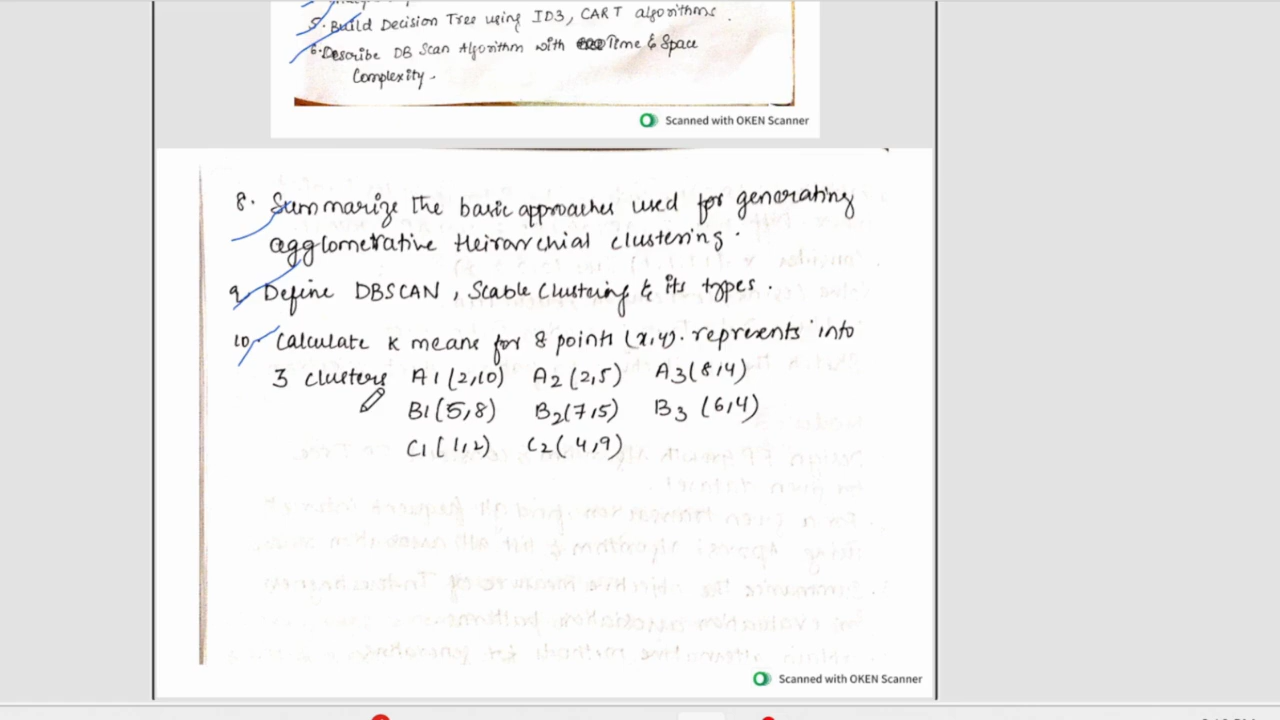 5. Build Decision Tree using ID3, CART algorithms.
6. Describe DB Scan Algorithm with Time & Space
Complexity.
Scanned with OKEN Scanner
8. Summarize The basic approaches used for generating
agglometative Heirarchial clustering.
9. Define DBSCAN, Scable Clustering & its types.
10. Calculate K means for 8 points (x,y). represents into
3 clusters A1(2,10) A2(2,5) A3(8,4)
B1(5,8) B2(7,5) B3 (6,4)
C1(1,2) C2(4,9)
Scanned with OKEN Scanner